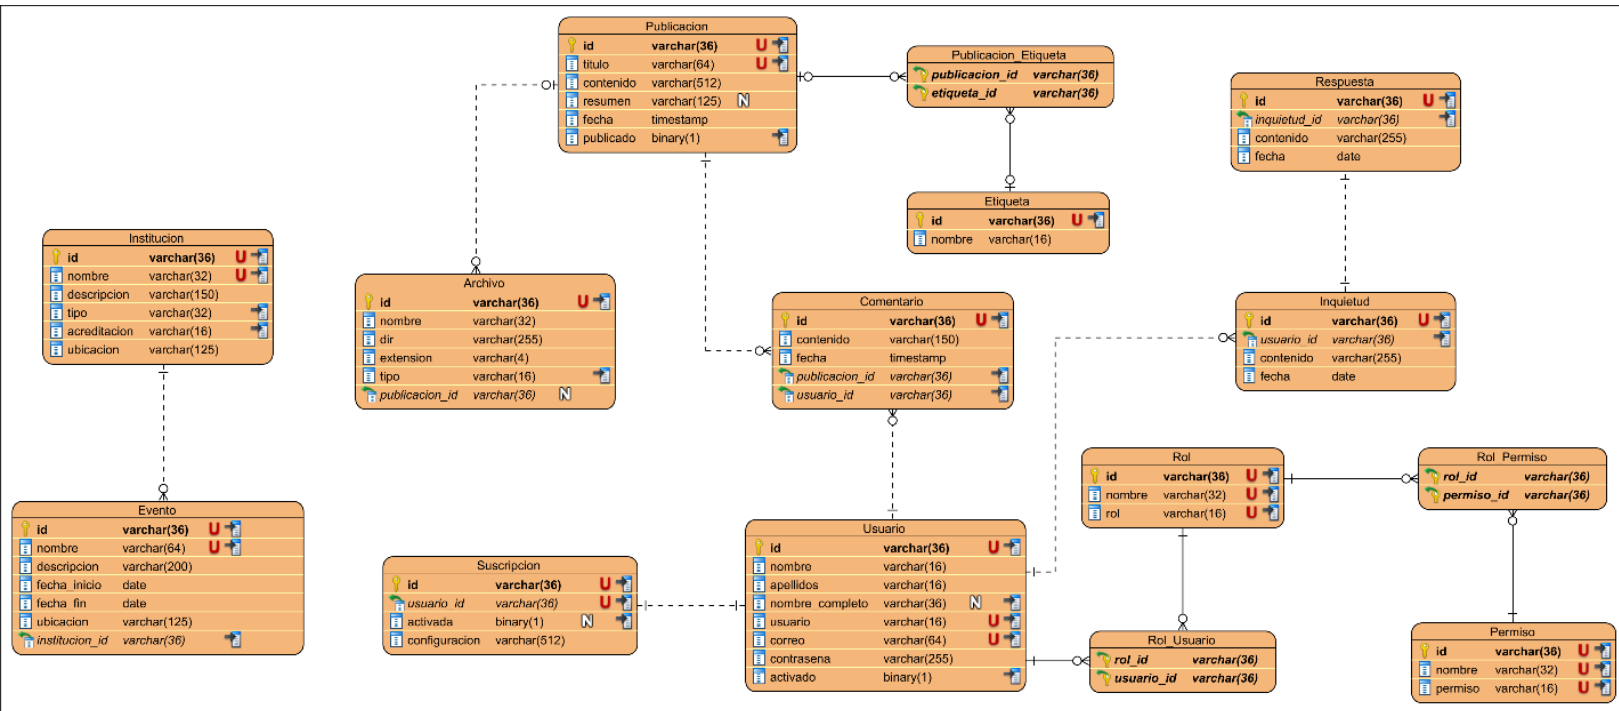 Publicacion
id varchar(36) U
titulo varchar(64) U
contenido varchar(512)
resumen varchar(125) N
fecha timestamp
publicado binary(1)
Publicacion_Etiqueta
publicacion_id varchar(36)
etiqueta_id varchar(36)
Respuesta
id varchar(36) U
inquietud_id varchar(36)
contenido varchar(255)
fecha date
Etiqueta
id varchar(36) U
nombre varchar(16)
Institucion
id varchar(36) U
nombre varchar(32) U
descripcion varchar(150)
tipo varchar(32)
acreditacion varchar(16)
ubicacion varchar(125)
Archivo
id varchar(36) U
nombre varchar(32)
dir varchar(255)
extension varchar(4)
tipo varchar(16)
publicacion_id varchar(36) N
Comentario
id varchar(36) U
contenido varchar(150)
fecha timestamp
publicacion_id varchar(36)
usuario_id varchar(36)
Inquietud
id varchar(36) U
usuario_id varchar(36)
contenido varchar(255)
fecha date
Rol
id varchar(36) U
nombre varchar(32) U
rol varchar(16) U
Rol_Permiso
rol_id varchar(36)
permiso_id varchar(36)
Evento
id varchar(36) U
nombre varchar(64) U
descripcion varchar(200)
fecha_inicio date
fecha_fin date
ubicacion varchar(125)
institucion_id varchar(36)
Suscripcion
id varchar(36) U
usuario_id varchar(36) U
activada binary(1) N
configuracion varchar(512)
Usuario
id varchar(36) U
nombre varchar(16)
apellidos varchar(16)
nombre_completo varchar(36) N
usuario varchar(16) U
correo varchar(64) U
contrasena varchar(255)
activado binary(1)
Rol_Usuario
rol_id varchar(36)
usuario_id varchar(36)
Permiso
id varchar(36) U
nombre varchar(32) U
permiso varchar(16) U